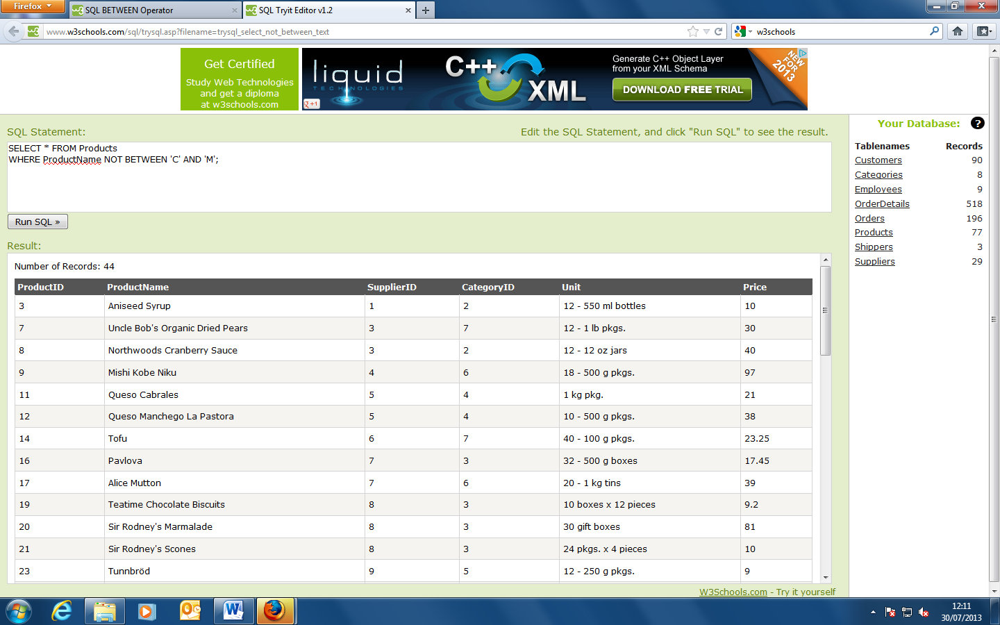 Firefox
SQL BETWEEN Operator
SQL Tryit Editor v1.2
www.w3schools.com/sql/trysql.asp?filename=trysql_select_not_between_text
w3schools
Get Certified
Study Web Technologies
and get a diploma
at w3schools.com
liquid
TECHNOLOGIES
+1
C++
XML
Generate C++ Object Layer
from your XML Schema
DOWNLOAD FREE TRIAL
NEW FOR
2013
SQL Statement:
Edit the SQL Statement, and click "Run SQL" to see the result.
SELECT * FROM Products
WHERE ProductName NOT BETWEEN 'C' AND 'M';
Run SQL »
Result:
Number of Records: 44
ProductID ProductName SupplierID CategoryID Unit Price
3 Aniseed Syrup 1 2 12 - 550 ml bottles 10
7 Uncle Bob's Organic Dried Pears 3 7 12 - 1 lb pkgs. 30
8 Northwoods Cranberry Sauce 3 2 12 - 12 oz jars 40
9 Mishi Kobe Niku 4 6 18 - 500 g pkgs. 97
11 Queso Cabrales 5 4 1 kg pkg. 21
12 Queso Manchego La Pastora 5 4 10 - 500 g pkgs. 38
14 Tofu 6 7 40 - 100 g pkgs. 23.25
16 Pavlova 7 3 32 - 500 g boxes 17.45
17 Alice Mutton 7 6 20 - 1 kg tins 39
19 Teatime Chocolate Biscuits 8 3 10 boxes x 12 pieces 9.2
20 Sir Rodney's Marmalade 8 3 30 gift boxes 81
21 Sir Rodney's Scones 8 3 24 pkgs. x 4 pieces 10
23 Tunnbröd 9 5 12 - 250 g pkgs. 9
W3Schools.com - Try it yourself
Your Database: ?
Tablenames Records
Customers 90
Categories 8
Employees 9
OrderDetails 518
Orders 196
Products 77
Shippers 3
Suppliers 29
12:11
30/07/2013